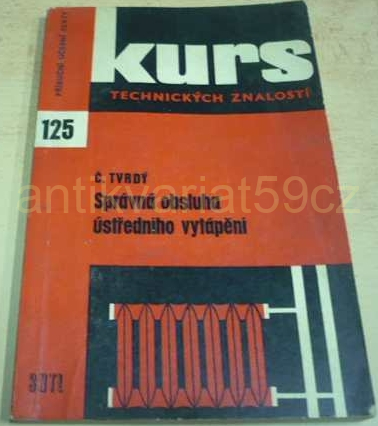 kurs
TECHNICKÝCH ZNALOSTÍ
PŘÍRUČNÍ UČEBNÍ TEXTY
125
Č. TVRDÝ
Správná obsluha
ústředního vytápění
SNTL
antikvariat59cz